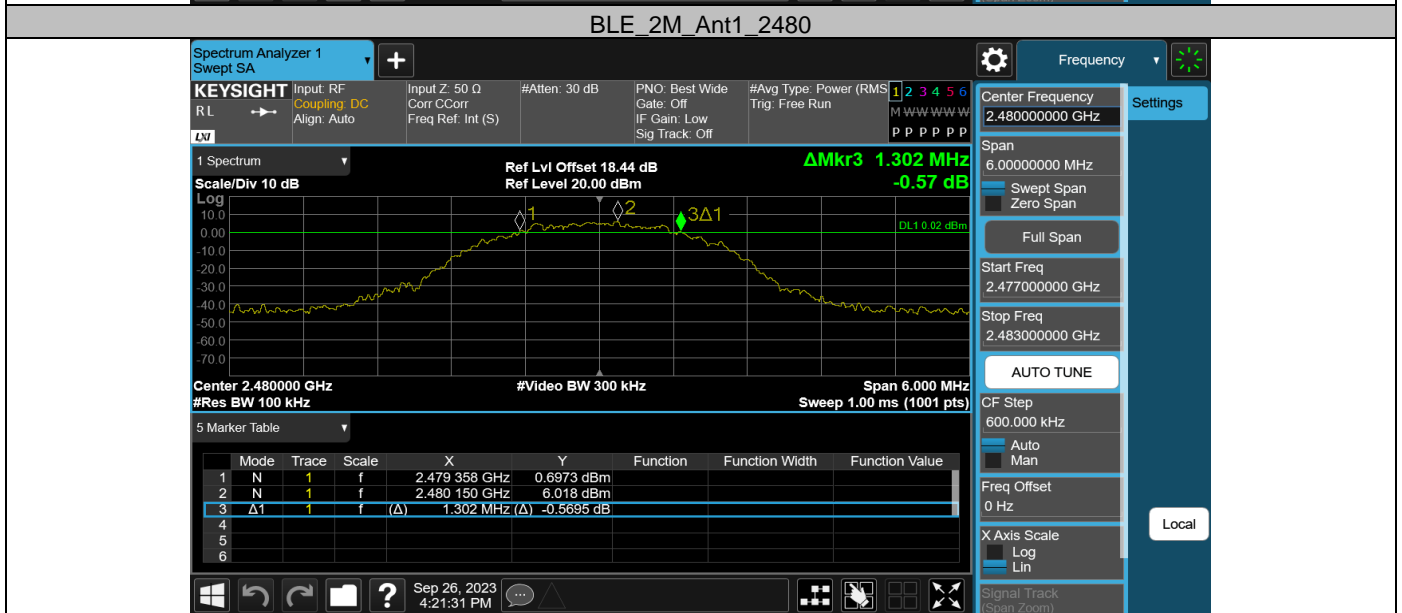 BLE_2M_Ant1_2480
Spectrum Analyzer 1
Swept SA
Frequency
KEYSIGHT
RL
LXI
Input: RF
Coupling: DC
Align: Auto
Input Z: 50 Ω
Corr CCorr
Freq Ref: Int (S)
#Atten: 30 dB
PNO: Best Wide
Gate: Off
IF Gain: Low
Sig Track: Off
#Avg Type: Power (RMS
Trig: Free Run
1 2 3 4 5 6
M W W W W W
P P P P P P
1 Spectrum
Scale/Div 10 dB
Ref Lvl Offset 18.44 dB
Ref Level 20.00 dBm
ΔMkr3 1.302 MHz
-0.57 dB
Log
10.0
0.00
-10.0
-20.0
-30.0
-40.0
-50.0
-60.0
-70.0
1
2
3Δ1
DL1 0.02 dBm
Center 2.480000 GHz
#Video BW 300 kHz
Span 6.000 MHz
#Res BW 100 kHz
Sweep 1.00 ms (1001 pts)
5 Marker Table
Mode Trace Scale X Y Function Function Width Function Value
1 N 1 f 2.479 358 GHz 0.6973 dBm
2 N 1 f 2.480 150 GHz 6.018 dBm
3 Δ1 1 f (Δ) 1.302 MHz (Δ) -0.5695 dB
4
5
6
Sep 26, 2023
4:21:31 PM
Center Frequency
2.480000000 GHz
Settings
Span
6.00000000 MHz
Swept Span
Zero Span
Full Span
Start Freq
2.477000000 GHz
Stop Freq
2.483000000 GHz
AUTO TUNE
CF Step
600.000 kHz
Auto
Man
Freq Offset
0 Hz
Local
X Axis Scale
Log
Lin
Signal Track
(Span Zoom)